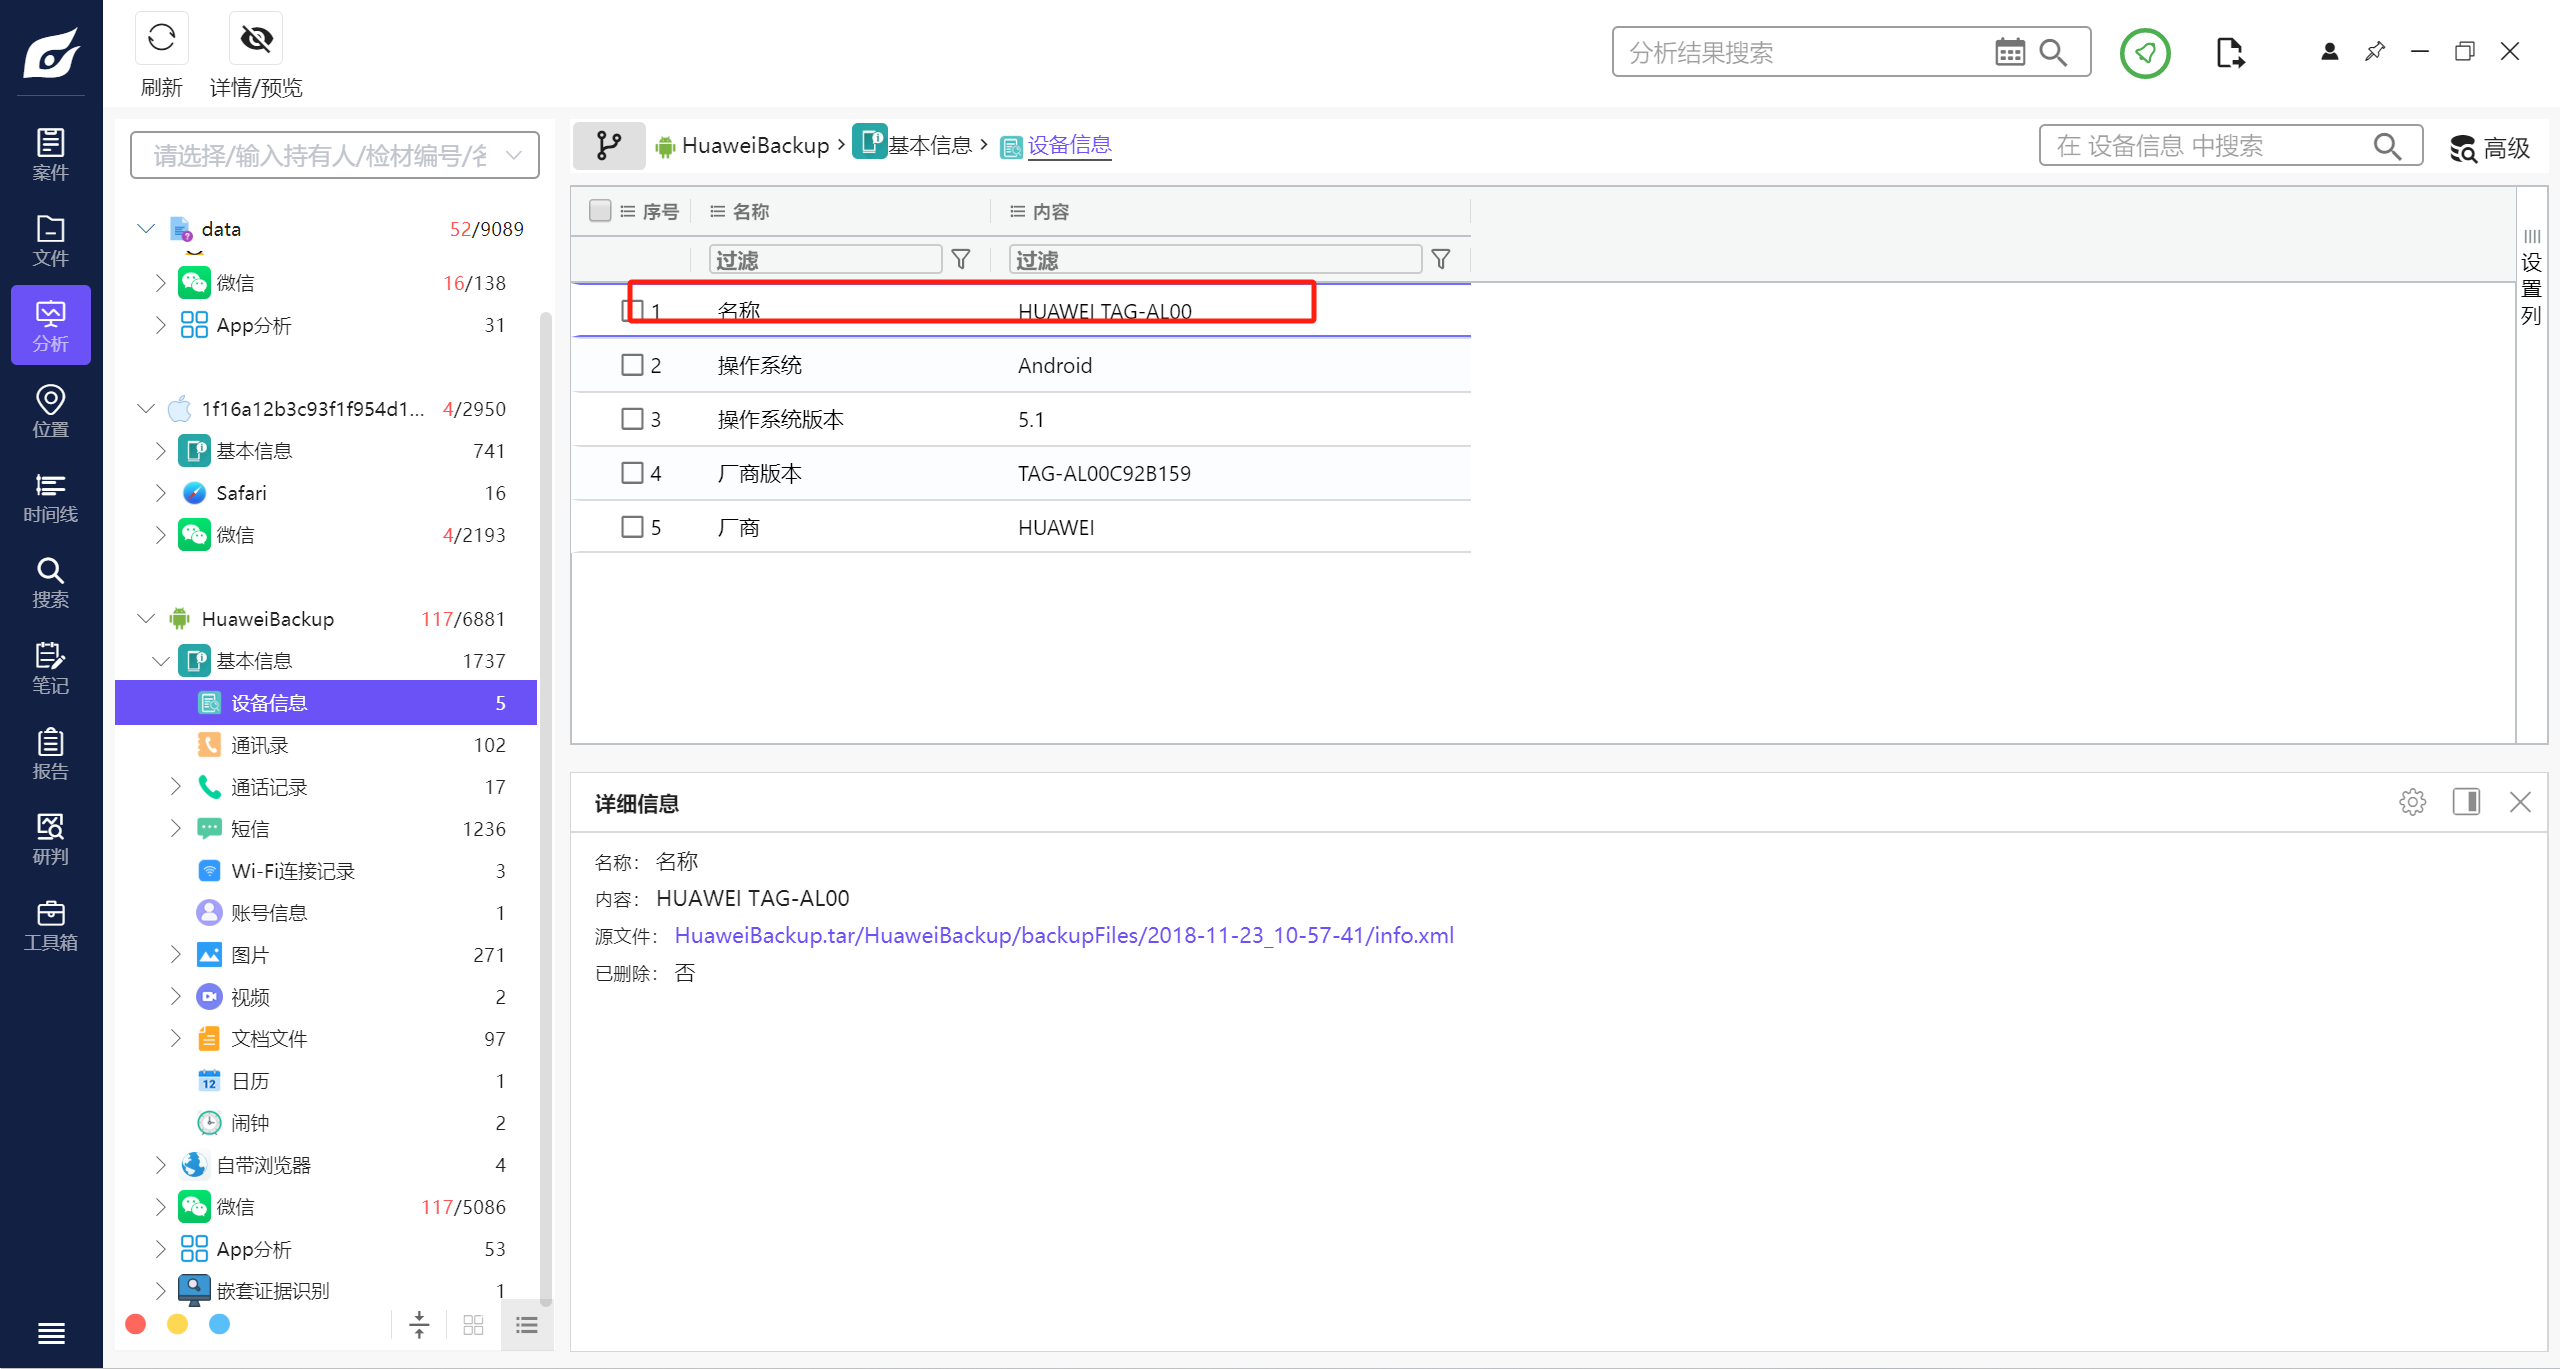 刷新
详情/预览
分析结果搜索
案件
文件
分析
位置
时间线
搜索
笔记
报告
研判
工具箱
请选择/输入持有人/检材编号/名
data 52/9089
微信 16/138
App分析 31
1f16a12b3c93f1f954d1... 4/2950
基本信息 741
Safari 16
微信 4/2193
HuaweiBackup 117/6881
基本信息 1737
设备信息 5
通讯录 102
通话记录 17
短信 1236
Wi-Fi连接记录 3
账号信息 1
图片 271
视频 2
文档文件 97
12 日历 1
闹钟 2
自带浏览器 4
微信 117/5086
App分析 53
嵌套证据识别 1
HuaweiBackup › 基本信息 › 设备信息
在 设备信息 中搜索
高级
序号 名称 内容
过滤 过滤
1 名称 HUAWEI TAG-AL00
2 操作系统 Android
3 操作系统版本 5.1
4 厂商版本 TAG-AL00C92B159
5 厂商 HUAWEI
设置列
详细信息
名称: 名称
内容: HUAWEI TAG-AL00
源文件: HuaweiBackup.tar/HuaweiBackup/backupFiles/2018-11-23_10-57-41/info.xml
已删除: 否